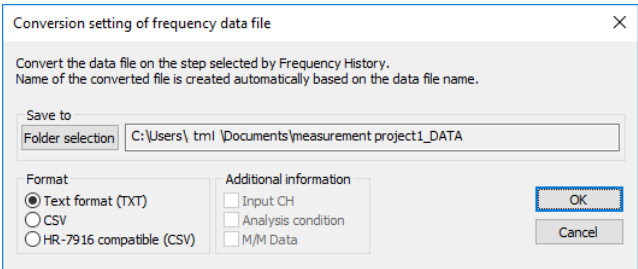 Conversion setting of frequency data file
Convert the data file on the step selected by Frequency History.
Name of the converted file is created automatically based on the data file name.
Save to
Folder selection C:\Users\ tml \Documents\measurement project1_DATA
Format
Text format (TXT)
CSV
HR-7916 compatible (CSV)
Additional information
Input CH
Analysis condition
M/M Data
OK
Cancel